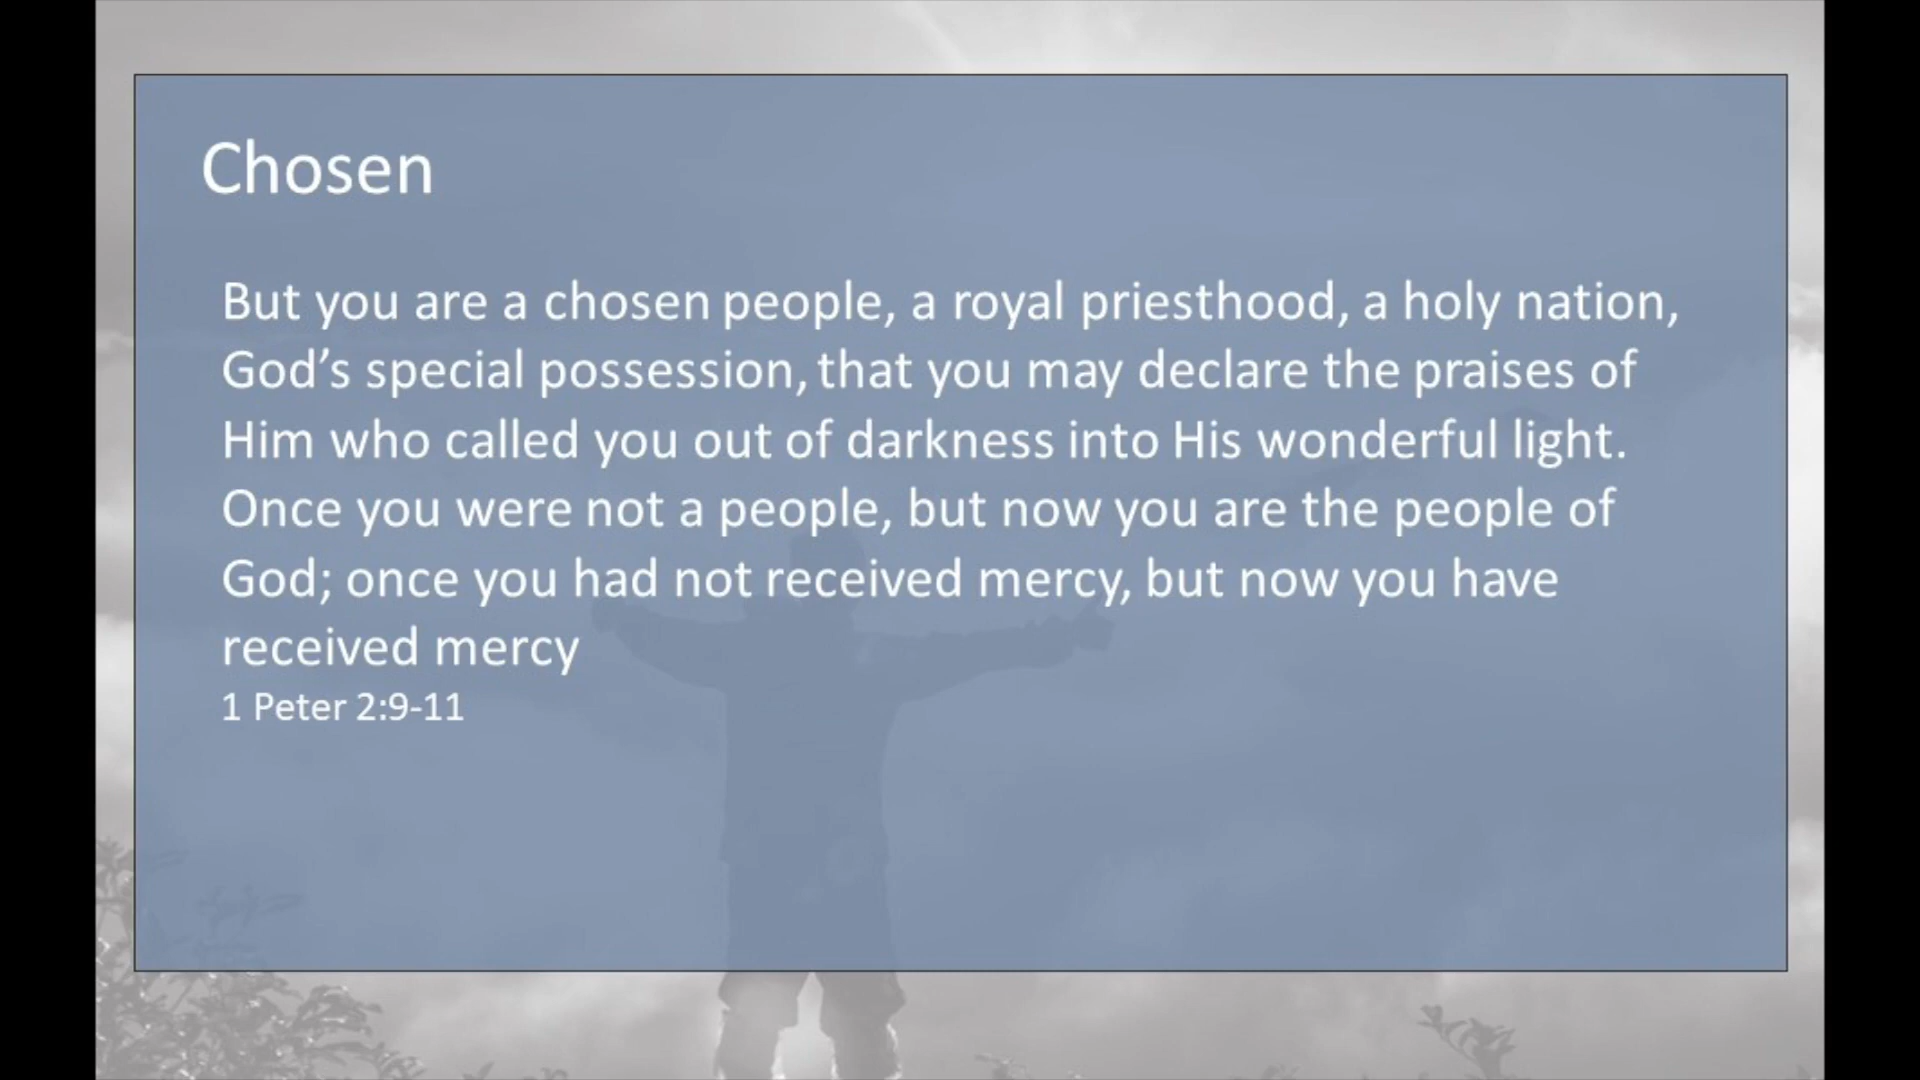 Chosen
But you are a chosen people, a royal priesthood, a holy nation,
God’s special possession, that you may declare the praises of
Him who called you out of darkness into His wonderful light.
Once you were not a people, but now you are the people of
God; once you had not received mercy, but now you have
received mercy
1 Peter 2:9-11